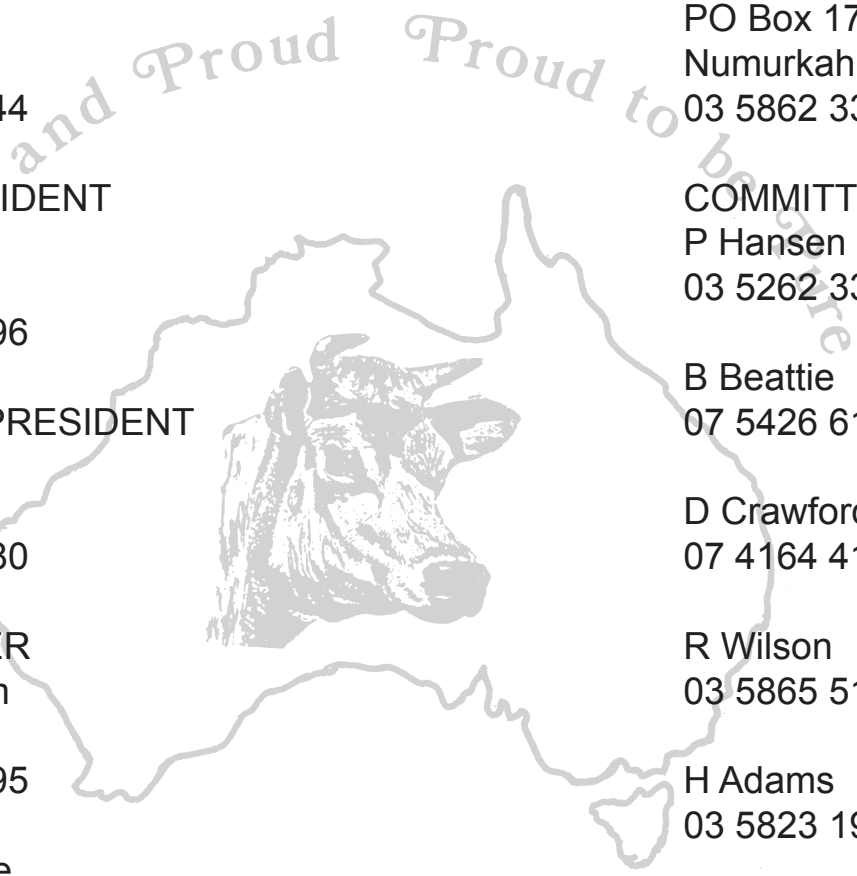 and Proud Proud to be Pure
44
IDENT
96
PRESIDENT
30
ER
95
PO Box 17
Numurkah
03 5862 33
COMMITT
P Hansen
03 5262 33
B Beattie
07 5426 61
D Crawford
07 4164 41
R Wilson
03 5865 51
H Adams
03 5823 19